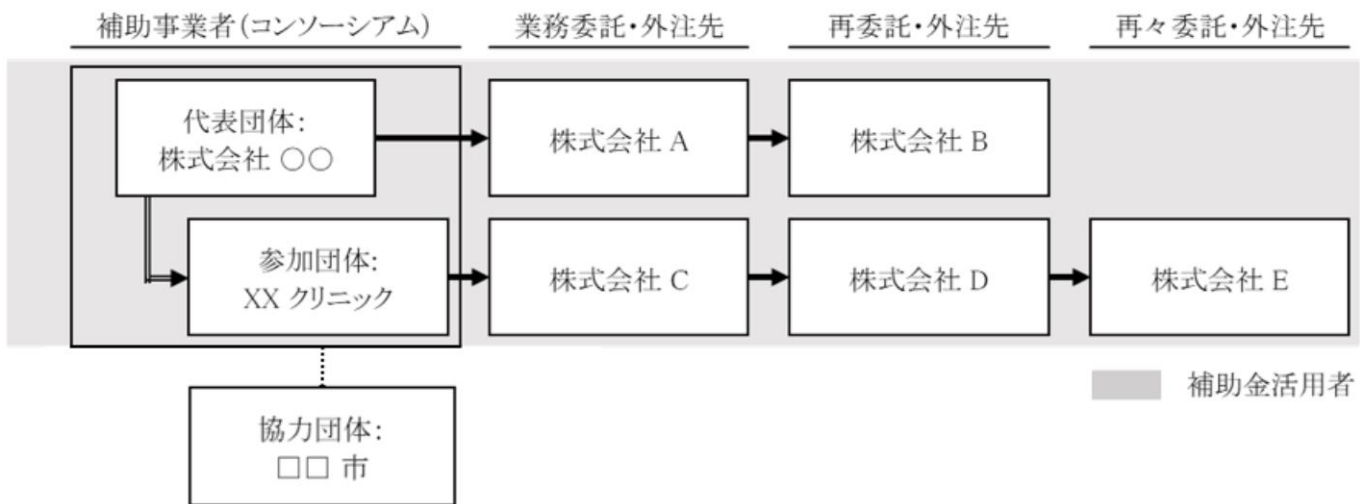 補助事業者(コンソーシアム)
業務委託・外注先
再委託・外注先
再々委託・外注先
代表団体:
株式会社 〇〇
株式会社 A
株式会社 B
参加団体:
XX クリニック
株式会社 C
株式会社 D
株式会社 E
補助金活用者
協力団体:
□□ 市